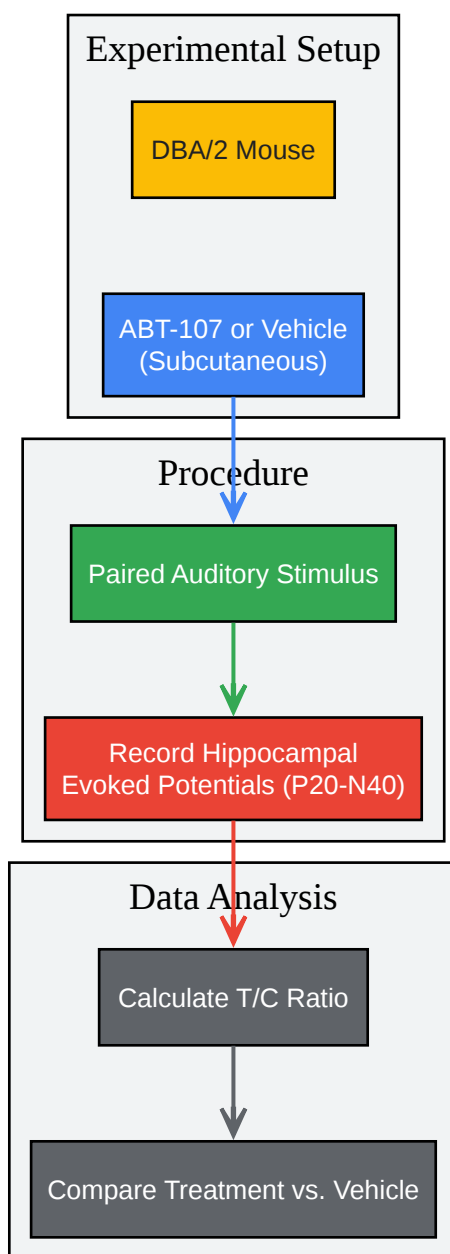 Experimental Setup
DBA/2 Mouse
ABT-107 or Vehicle
(Subcutaneous)
Procedure
Paired Auditory Stimulus
Record Hippocampal
Evoked Potentials (P20-N40)
Data Analysis
Calculate T/C Ratio
Compare Treatment vs. Vehicle